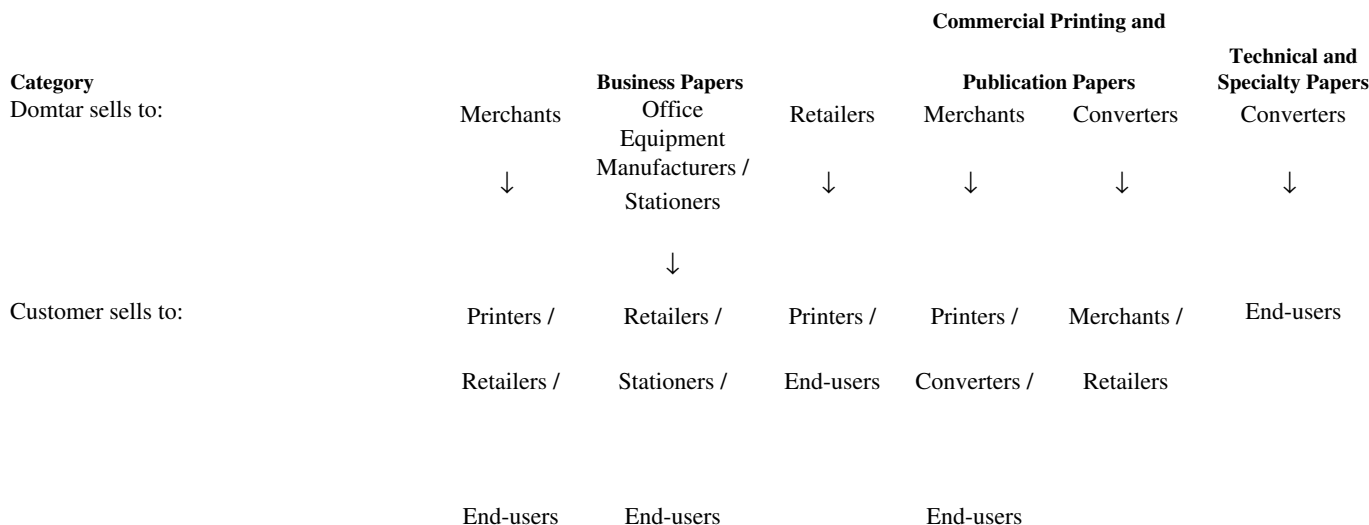 Commercial Printing and
Technical and
Category Business Papers Publication Papers Specialty Papers
Domtar sells to: Merchants Office Retailers Merchants Converters Converters
Equipment
Manufacturers /
↓ ↓ ↓ ↓ ↓
Stationers
↓
Customer sells to: Printers / Retailers / Printers / Printers / Merchants / End-users
Retailers / Stationers / End-users Converters / Retailers
End-users End-users End-users